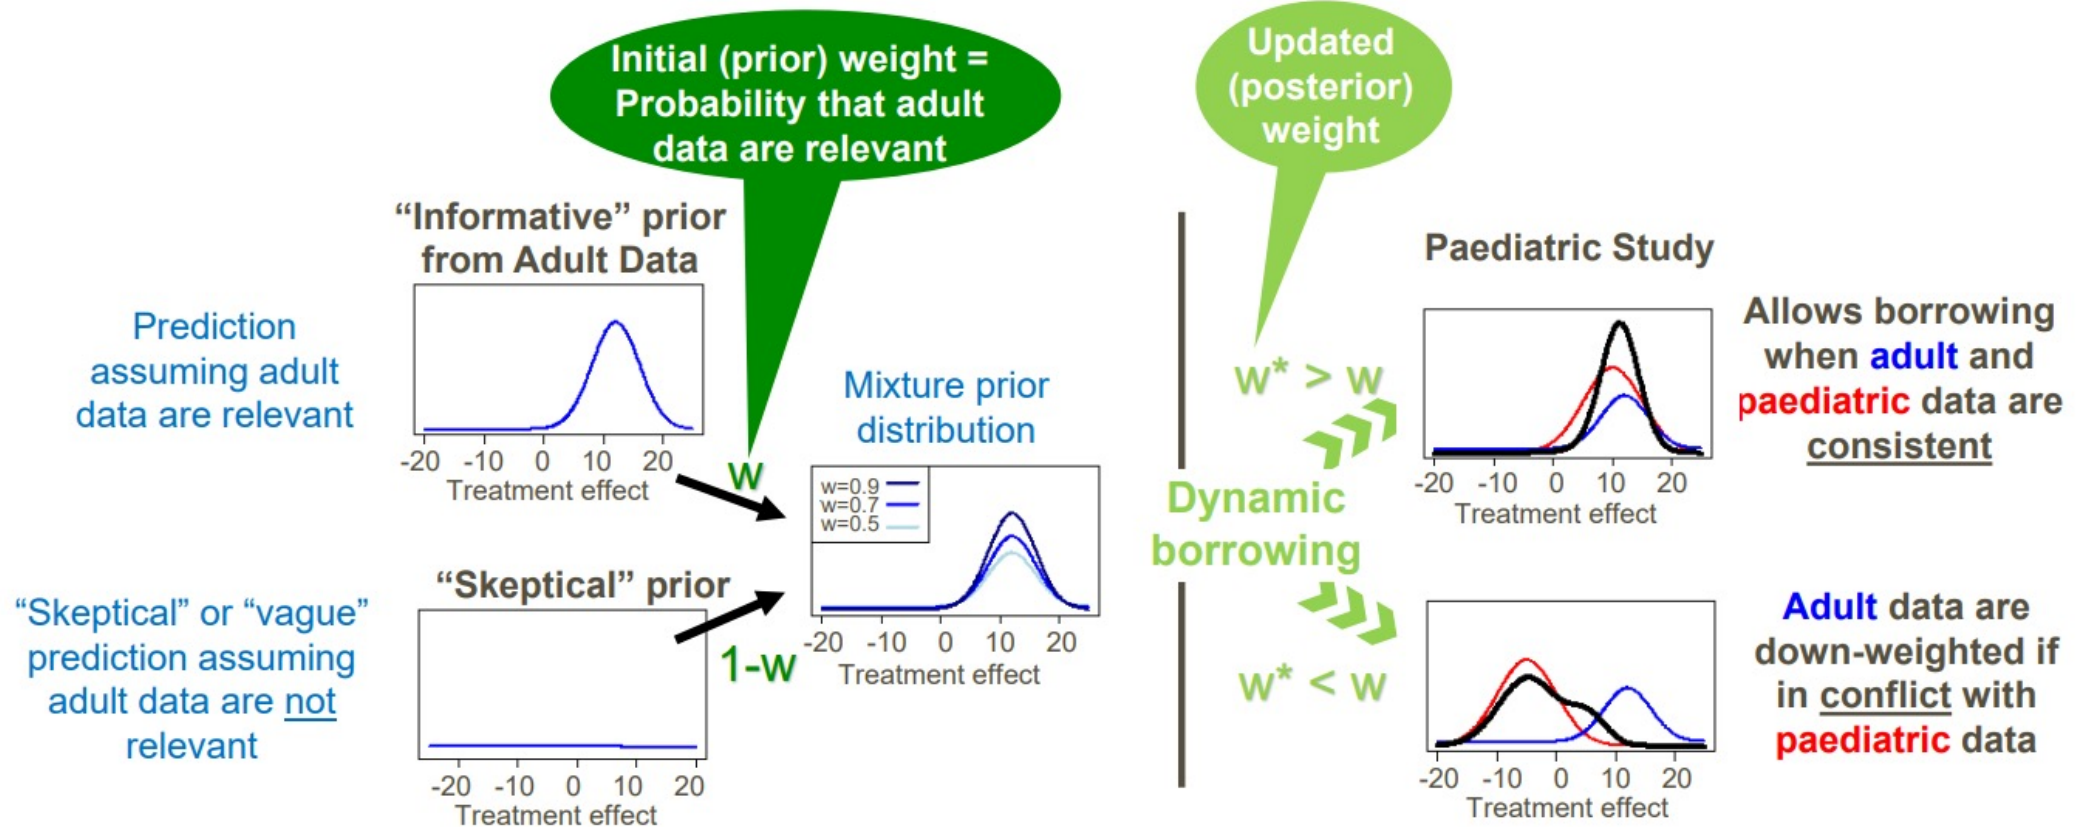 Initial (prior) weight =
Probability that adult
data are relevant
Updated
(posterior)
weight
“Informative” prior
from Adult Data
Prediction
assuming adult
data are relevant
-20 -10 0 10 20
Treatment effect
w
“Skeptical” prior
“Skeptical” or “vague”
prediction assuming
adult data are not
relevant
-20 -10 0 10 20
Treatment effect
1-w
Mixture prior
distribution
w=0.9
w=0.7
w=0.5
-20 -10 0 10 20
Treatment effect
Dynamic
borrowing
w* > w
w* < w
Paediatric Study
-20 -10 0 10 20
Treatment effect
Allows borrowing
when adult and
paediatric data are
consistent
-20 -10 0 10 20
Treatment effect
Adult data are
down-weighted if
in conflict with
paediatric data